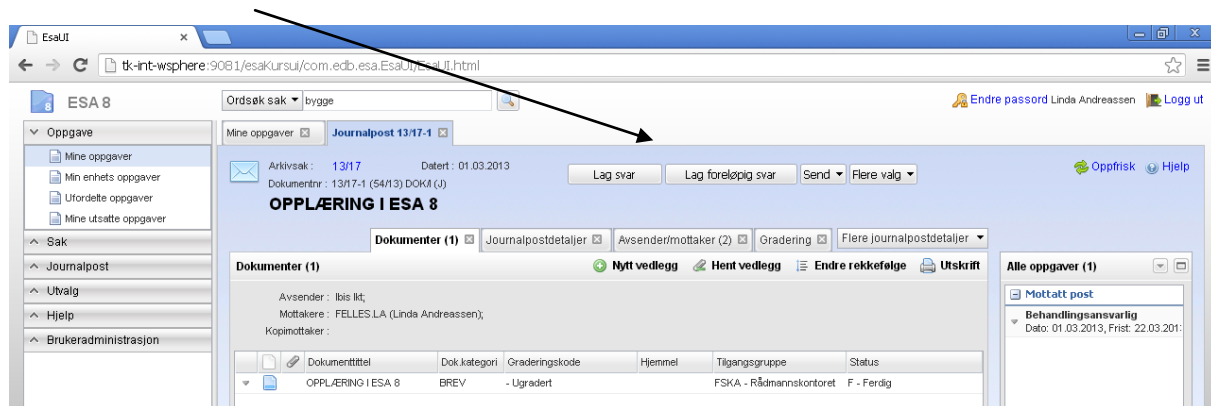 EsaUI
tk-int-wsphere:9081/esaKursui/com.edb.esa.EsaUI/EsaUI.html
8 ESA 8
Ordsøk sak bygge
Endre passord Linda Andreassen Logg ut
Oppgave
Mine oppgaver
Min enhets oppgaver
Ufordelte oppgaver
Mine utsatte oppgaver
Sak
Journalpost
Utvalg
Hjelp
Brukeradministrasjon
Mine oppgaver Journalpost 13/17-1
Arkivsak : 13/17 Datert : 01.03.2013
Dokumentnr : 13/17-1 (54/13) DOK/I (J)
OPPLÆRING I ESA 8
Lag svar Lag foreløpig svar Send Flere valg
Oppfrisk Hjelp
Dokumenter (1) Journalpostdetaljer Avsender/mottaker (2) Gradering Flere journalpostdetaljer
Dokumenter (1) Nytt vedlegg Hent vedlegg Endre rekkefølge Utskrift
Avsender : Ibis Ikt;
Mottakere : FELLES.LA (Linda Andreassen);
Kopimottaker :
Dokumenttittel Dok.kategori Graderingskode Hjemmel Tilgangsgruppe Status
OPPLÆRING I ESA 8 BREV - Ugradert FSKA - Rådmannskontoret F - Ferdig
Alle oppgaver (1)
Mottatt post
Behandlingsansvarlig
Dato: 01.03.2013, Frist: 22.03.201